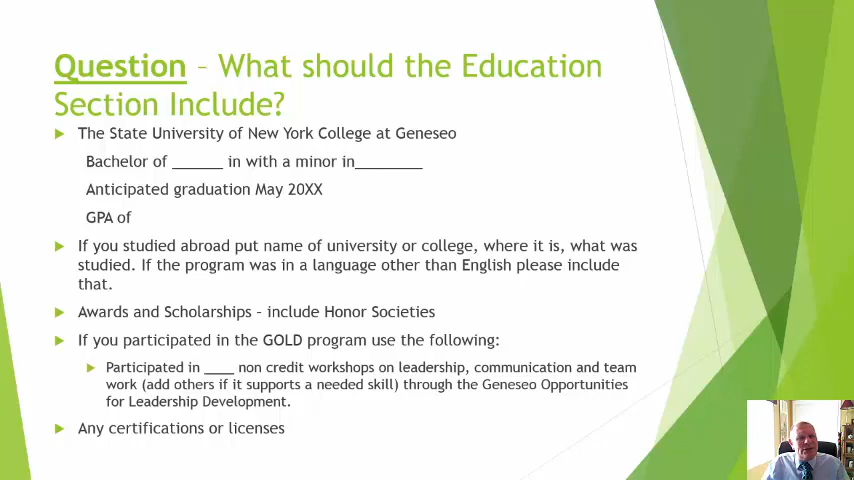 Question – What should the Education
Section Include?
The State University of New York College at Geneseo
Bachelor of ______ in with a minor in________
Anticipated graduation May 20XX
GPA of
If you studied abroad put name of university or college, where it is, what was
studied. If the program was in a language other than English please include
that.
Awards and Scholarships – include Honor Societies
If you participated in the GOLD program use the following:
Participated in ____ non credit workshops on leadership, communication and team
work (add others if it supports a needed skill) through the Geneseo Opportunities
for Leadership Development.
Any certifications or licenses